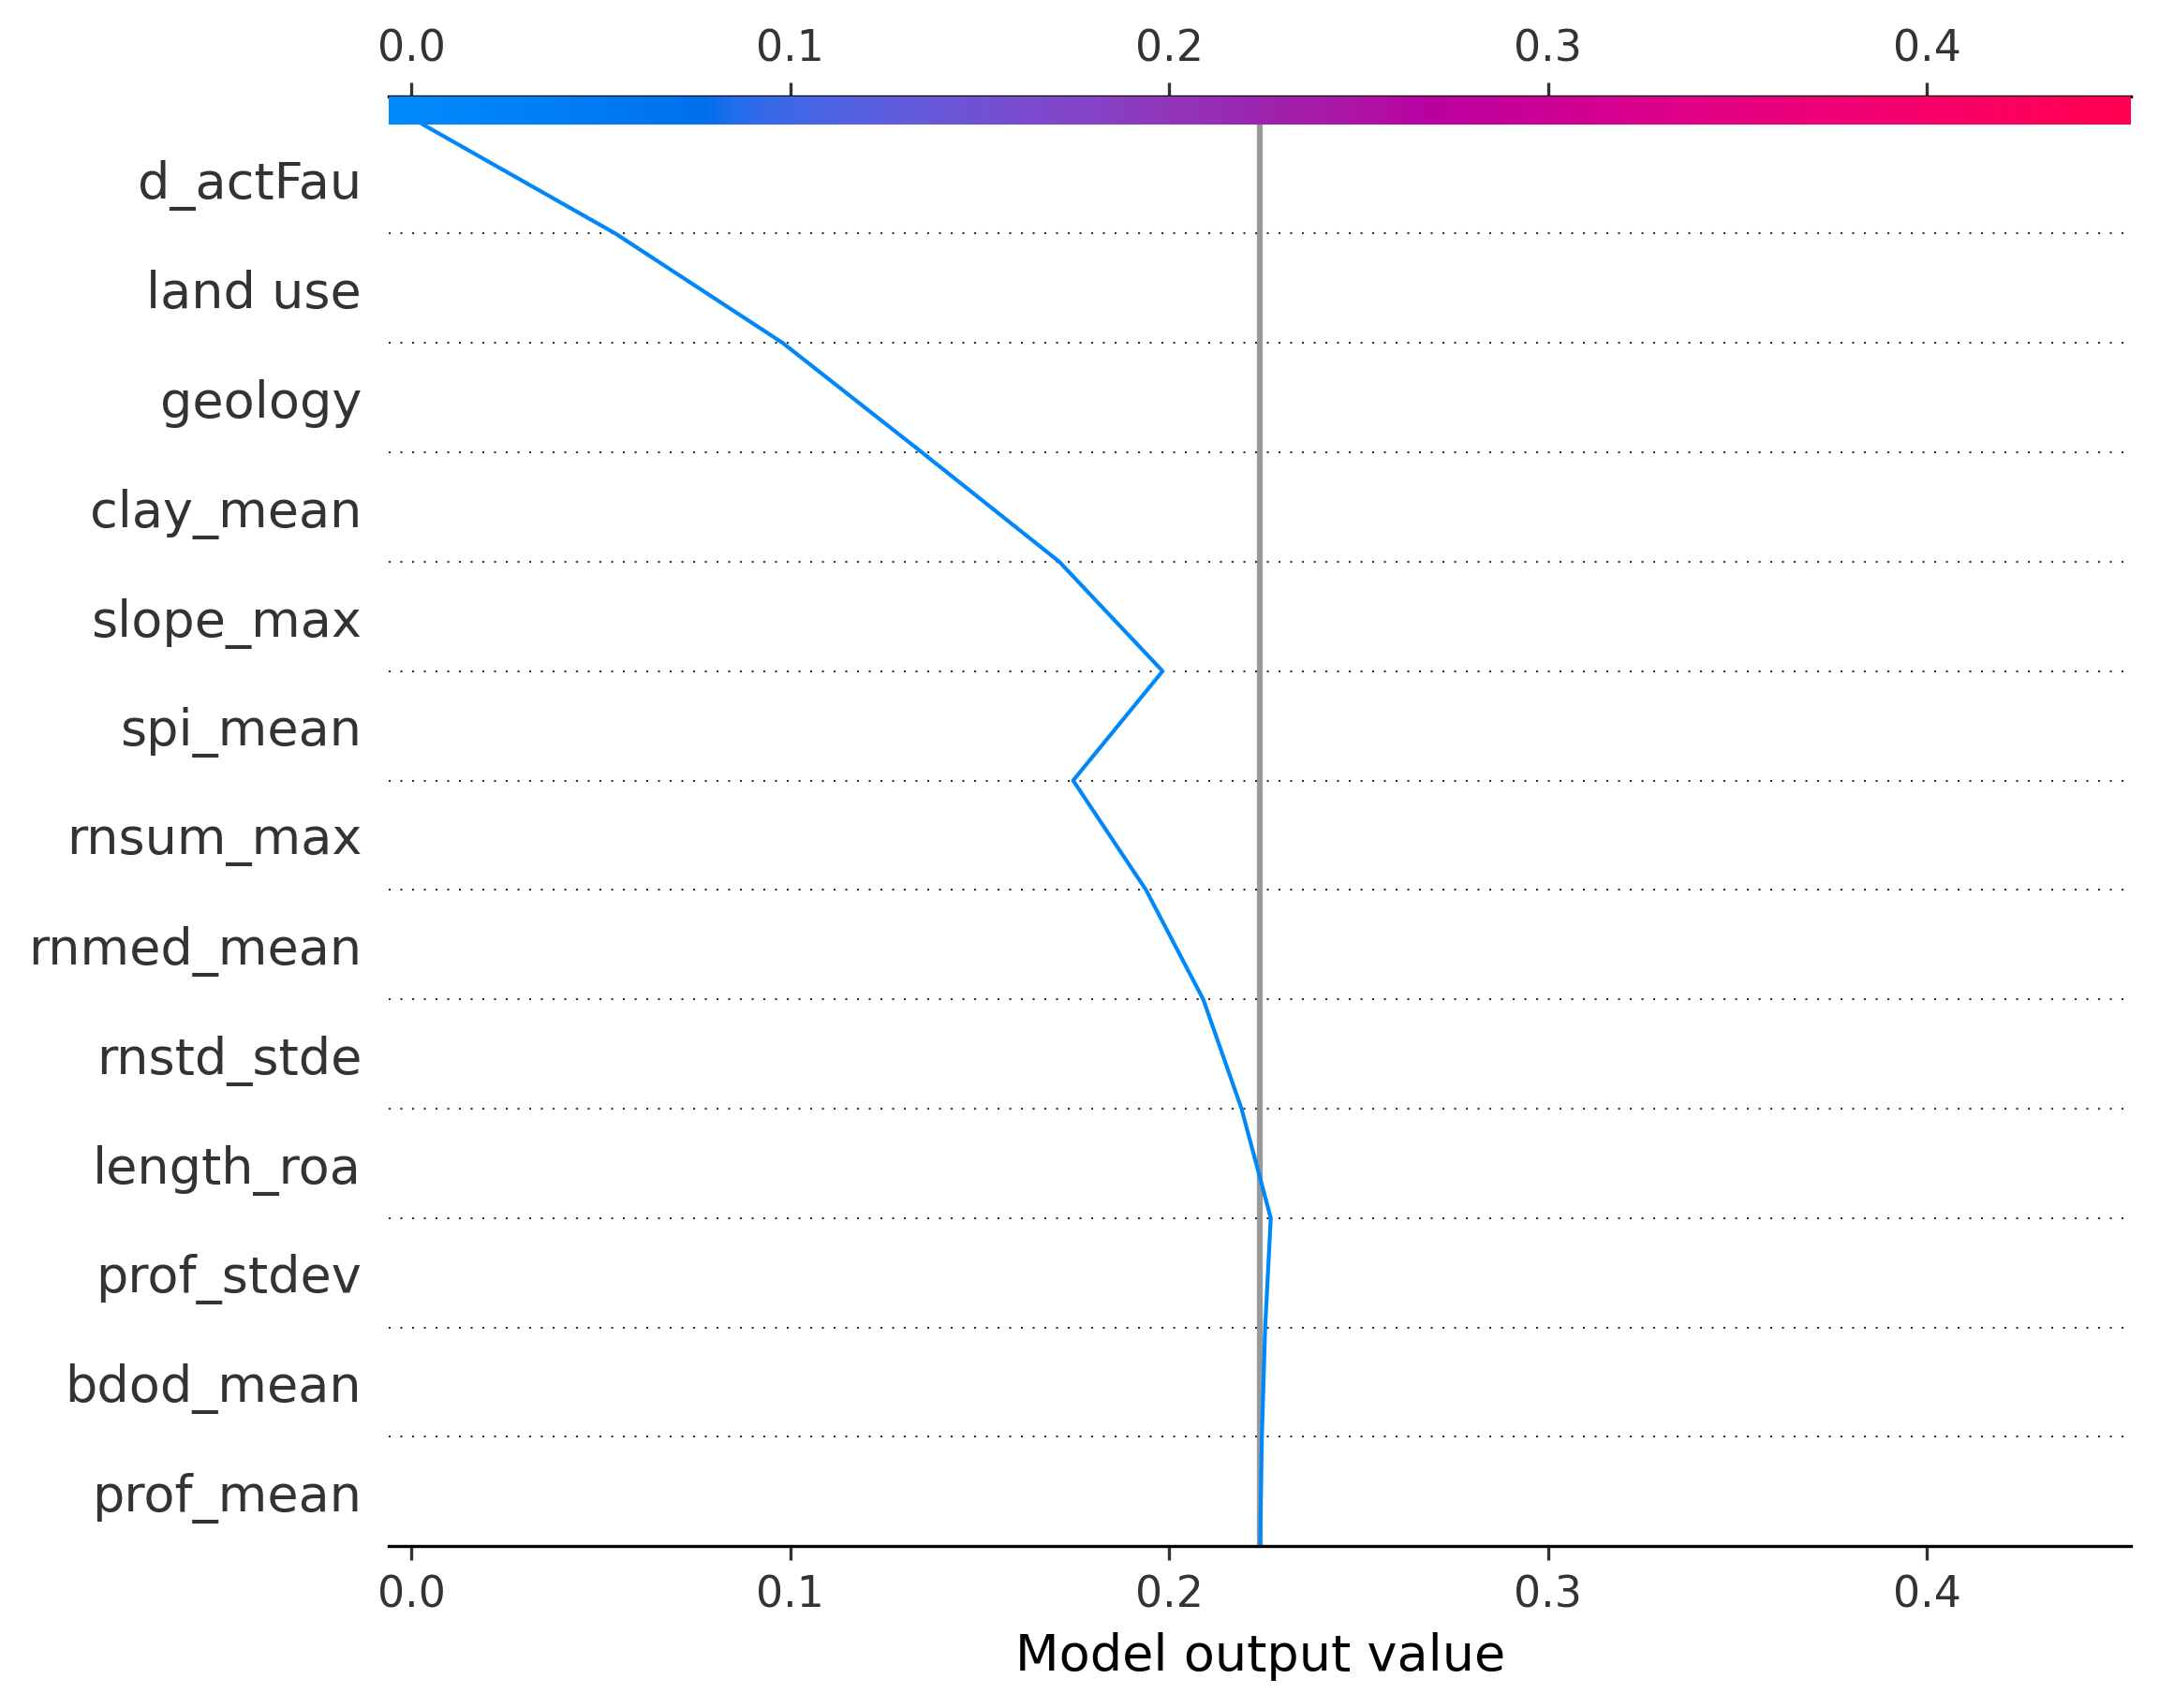 0.0 0.1 0.2 0.3 0.4
d_actFau
land use
geology
clay_mean
slope_max
spi_mean
rnsum_max
rnmed_mean
rnstd_stde
length_roa
prof_stdev
bdod_mean
prof_mean
0.0 0.1 0.2 0.3 0.4
Model output value